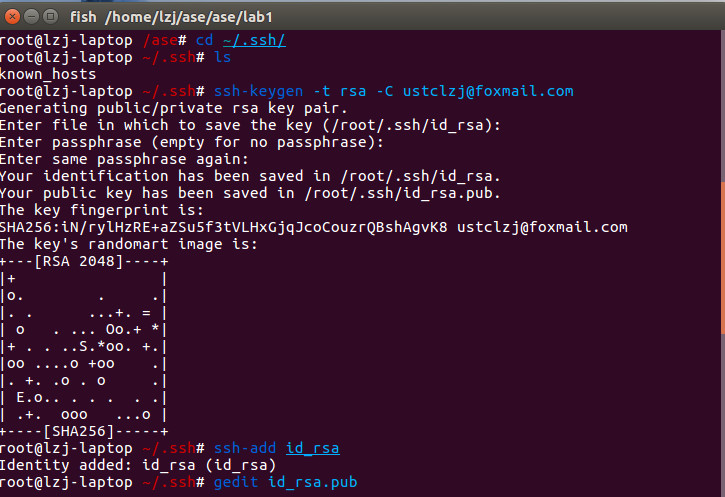 fish  /home/lzj/ase/ase/lab1
root@lzj-laptop /ase# cd ~/.ssh/
root@lzj-laptop ~/.ssh# ls
known_hosts
root@lzj-laptop ~/.ssh# ssh-keygen -t rsa -C ustclzj@foxmail.com
Generating public/private rsa key pair.
Enter file in which to save the key (/root/.ssh/id_rsa):
Enter passphrase (empty for no passphrase):
Enter same passphrase again:
Your identification has been saved in /root/.ssh/id_rsa.
Your public key has been saved in /root/.ssh/id_rsa.pub.
The key fingerprint is:
SHA256:iN/rylHzRE+aZSu5f3tVLHxGjqJcoCouzrQBshAgvK8 ustclzj@foxmail.com
The key's randomart image is:
+---[RSA 2048]----+
|+                |
|o.         .    .|
|. .      ...+. = |
| o   . ... Oo.+ *|
|+ . . ..S.*oo. +.|
|oo ....o +oo    .|
|. +. .o . o     .|
| E.o.. . . .  . .|
| .+.  ooo   ...o |
+----[SHA256]-----+
root@lzj-laptop ~/.ssh# ssh-add id_rsa
Identity added: id_rsa (id_rsa)
root@lzj-laptop ~/.ssh# gedit id_rsa.pub